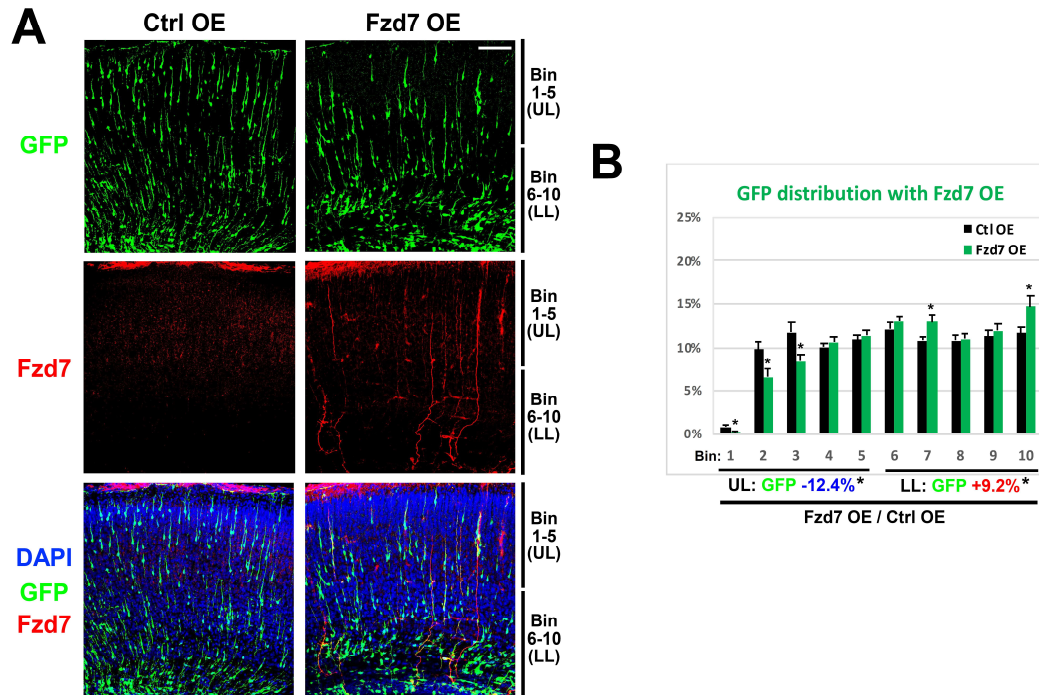 A
Ctrl OE
Fzd7 OE
GFP
Bin
1-5
(UL)
Bin
6-10
(LL)
Fzd7
Bin
1-5
(UL)
Bin
6-10
(LL)
DAPI
GFP
Fzd7
Bin
1-5
(UL)
Bin
6-10
(LL)
B
GFP distribution with Fzd7 OE
25%
20%
15%
10%
5%
0%
Ctl OE
Fzd7 OE
* * * * *
Bin: 1 2 3 4 5 6 7 8 9 10
UL: GFP -12.4%* LL: GFP +9.2%*
Fzd7 OE / Ctrl OE